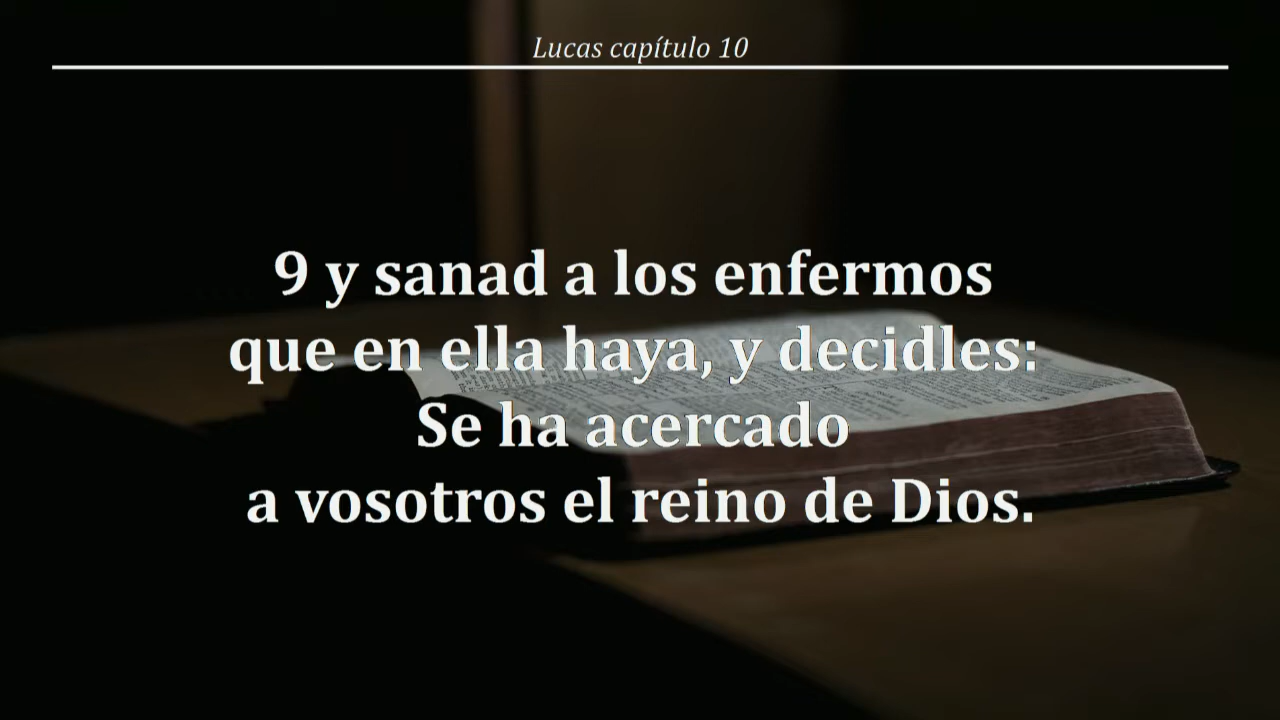 Lucas capítulo 10
9 y sanad a los enfermos
que en ella haya, y decidles:
Se ha acercado
a vosotros el reino de Dios.